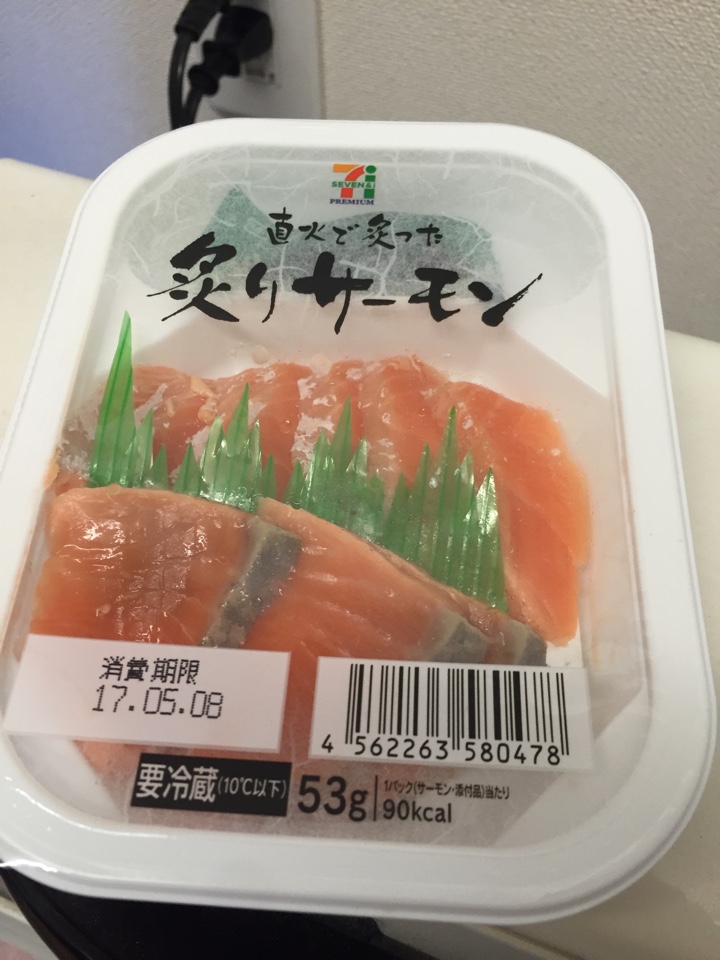 SEVEN&i
PREMIUM
直火で炙った
炙りサーモン
消費期限
17.05.08
4 562263 580478
要冷蔵(10℃以下)
53g
1パック(サーモン・添付品)当たり
90kcal